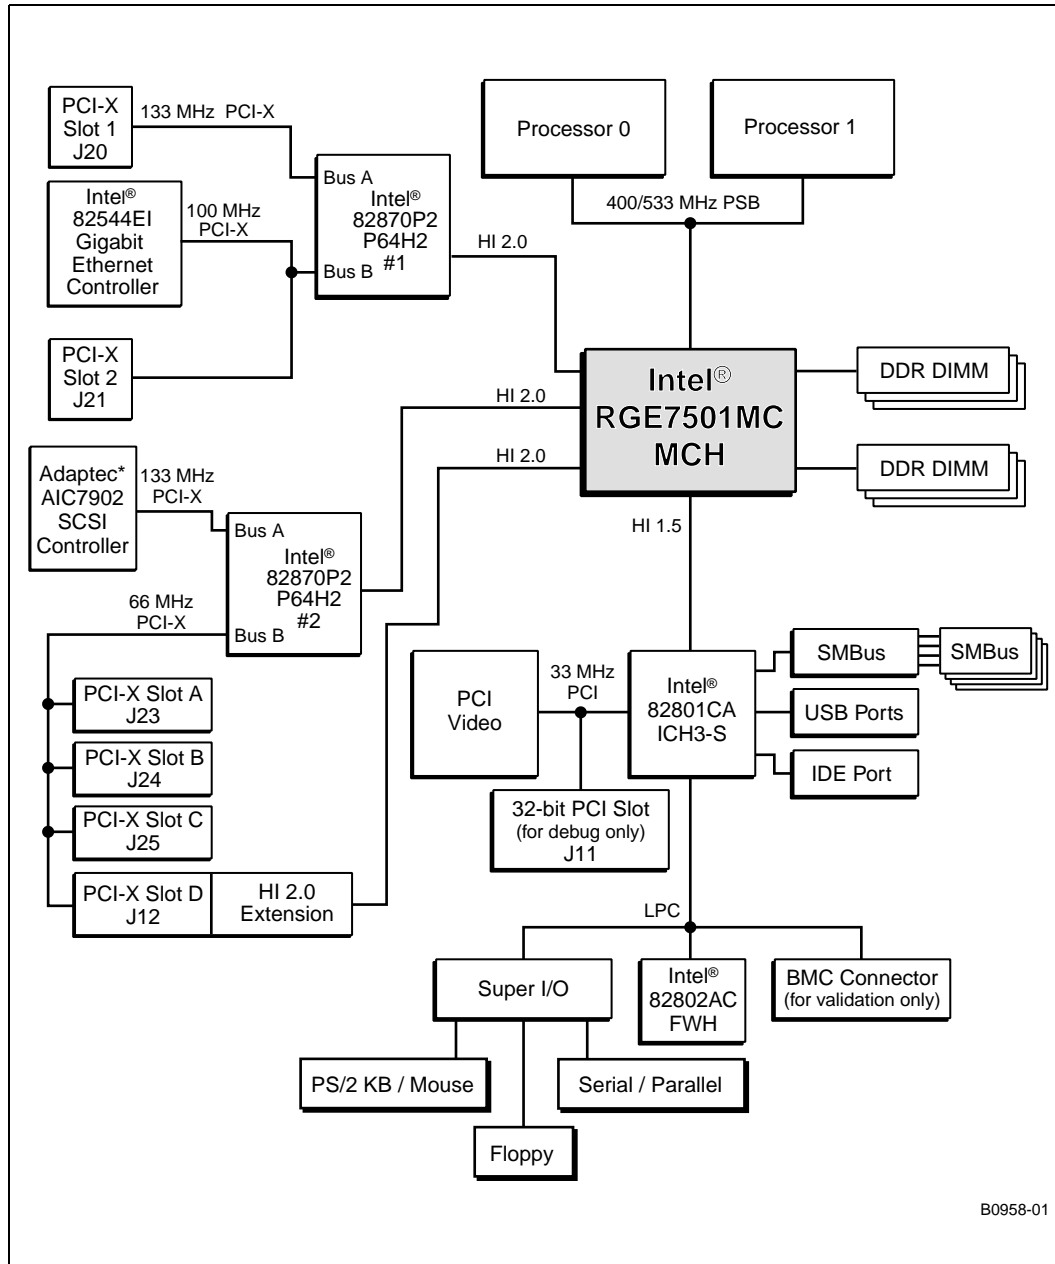 PCI-X
Slot 1
J20
133 MHz PCI-X
Intel®
82544EI
Gigabit
Ethernet
Controller
100 MHz
PCI-X
PCI-X
Slot 2
J21
Bus A
Intel®
82870P2
P64H2
#1
Bus B
HI 2.0
Processor 0
Processor 1
400/533 MHz PSB
Intel®
RGE7501MC
MCH
DDR DIMM
DDR DIMM
HI 2.0
HI 2.0
HI 1.5
Adaptec*
AIC7902
SCSI
Controller
133 MHz
PCI-X
Bus A
Intel®
82870P2
P64H2
#2
Bus B
66 MHz
PCI-X
PCI-X Slot A
J23
PCI-X Slot B
J24
PCI-X Slot C
J25
PCI-X Slot D
J12
HI 2.0
Extension
PCI
Video
33 MHz
PCI
Intel®
82801CA
ICH3-S
SMBus
SMBus
USB Ports
IDE Port
32-bit PCI Slot
(for debug only)
J11
LPC
Super I/O
Intel®
82802AC
FWH
BMC Connector
(for validation only)
PS/2 KB / Mouse
Serial / Parallel
Floppy
B0958-01